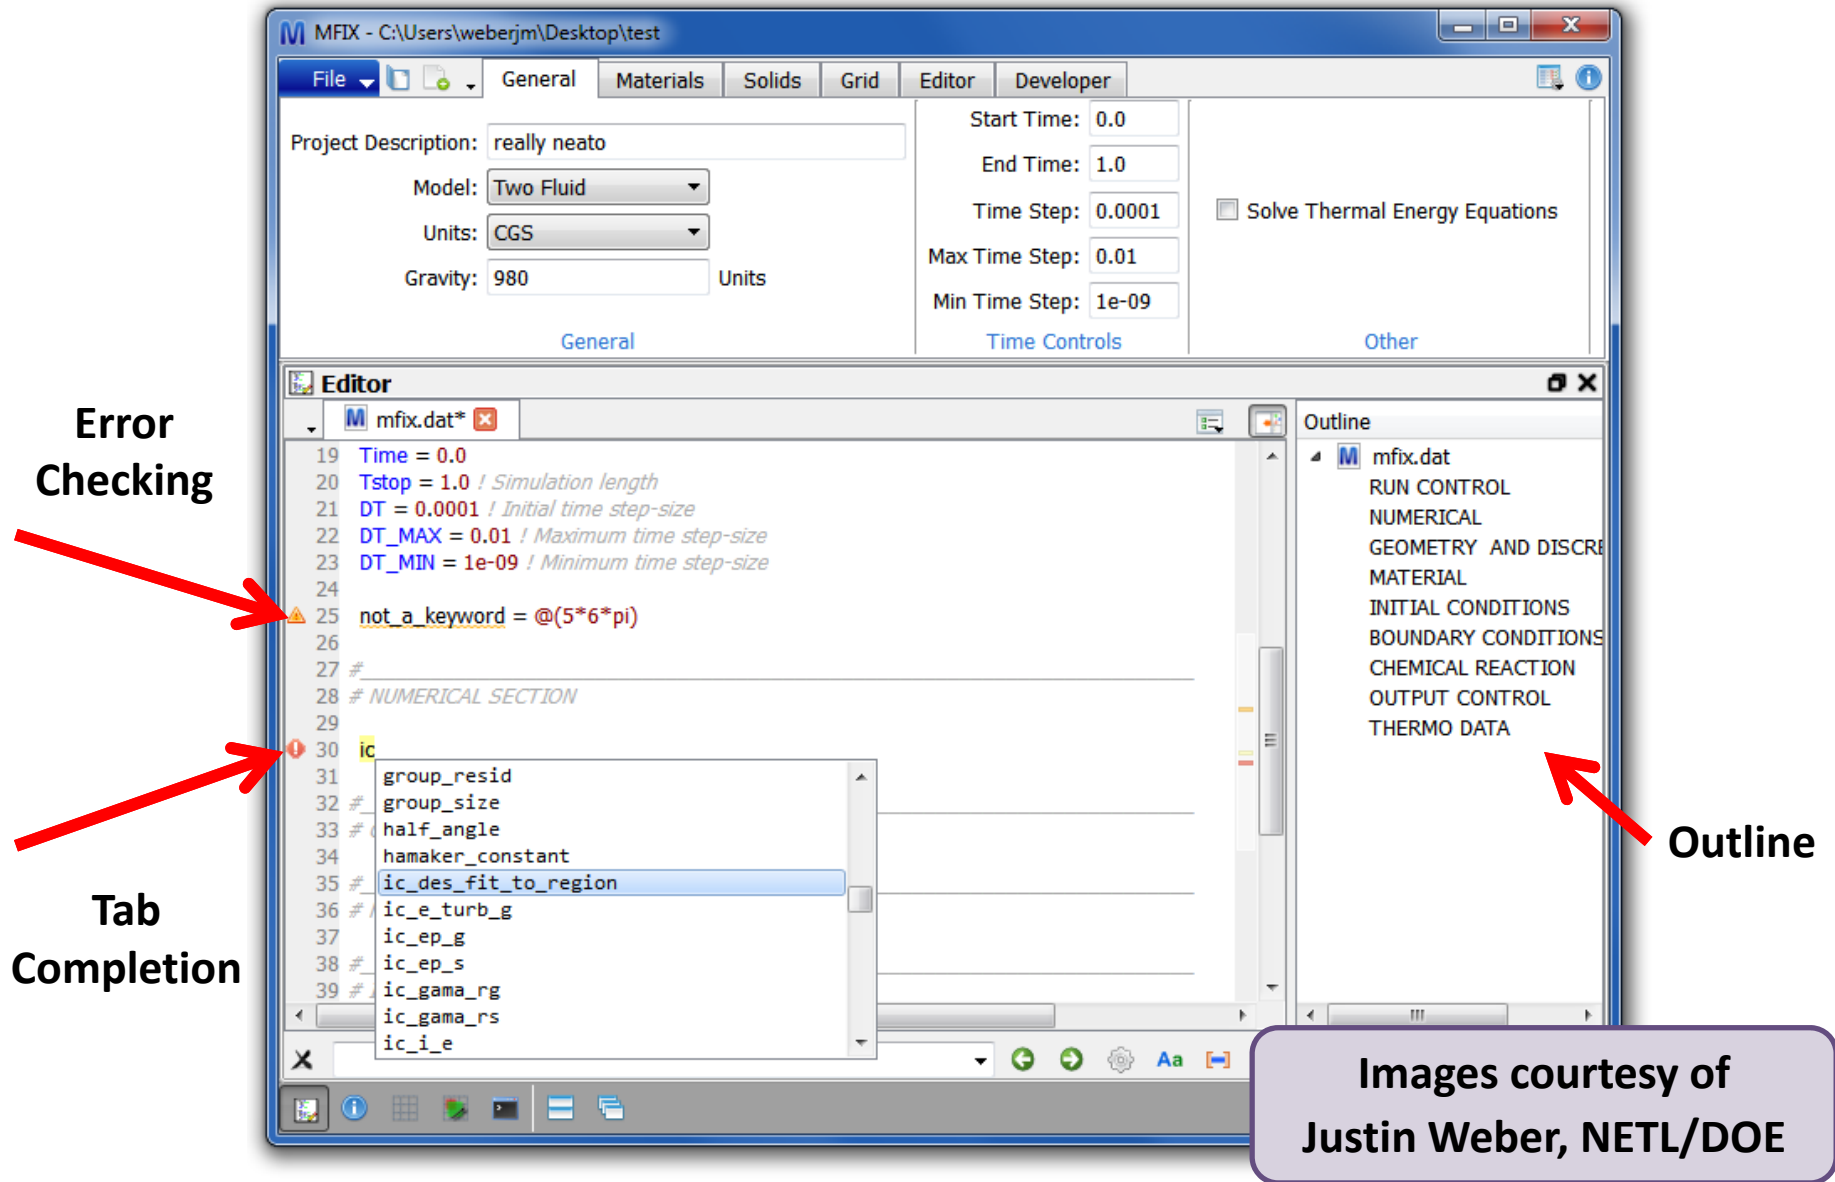 MFIX - C:\Users\weberjm\Desktop\test
File General Materials Solids Grid Editor Developer
Project Description: really neato
Model: Two Fluid
Units: CGS
Gravity: 980 Units
General
Start Time: 0.0
End Time: 1.0
Time Step: 0.0001
Max Time Step: 0.01
Min Time Step: 1e-09
Time Controls
Solve Thermal Energy Equations
Other
Editor
mfix.dat*
19 Time = 0.0
20 Tstop = 1.0 ! Simulation length
21 DT = 0.0001 ! Initial time step-size
22 DT_MAX = 0.01 ! Maximum time step-size
23 DT_MIN = 1e-09 ! Minimum time step-size
24
25 not_a_keyword = @(5*6*pi)
26
27 #
28 # NUMERICAL SECTION
29
30 ic
31
32 #
33 #
34
35 #
36 #
37
38 #
39 #
group_resid
group_size
half_angle
hamaker_constant
ic_des_fit_to_region
ic_e_turb_g
ic_ep_g
ic_ep_s
ic_gama_rg
ic_gama_rs
ic_i_e
Aa
Outline
mfix.dat
RUN CONTROL
NUMERICAL
GEOMETRY AND DISCRE
MATERIAL
INITIAL CONDITIONS
BOUNDARY CONDITIONS
CHEMICAL REACTION
OUTPUT CONTROL
THERMO DATA
Error
Checking
Tab
Completion
Outline
Images courtesy of
Justin Weber, NETL/DOE